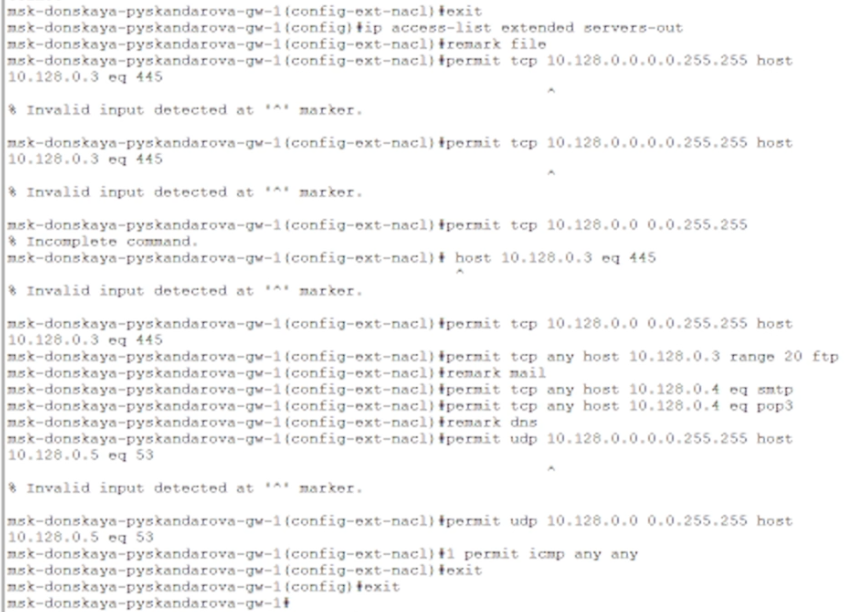 msk-donskaya-pyskandarova-gw-1(config-ext-nacl)#exit
msk-donskaya-pyskandarova-gw-1(config)#ip access-list extended servers-out
msk-donskaya-pyskandarova-gw-1(config-ext-nacl)#remark file
msk-donskaya-pyskandarova-gw-1(config-ext-nacl)#permit tcp 10.128.0.0.0.0.255.255 host
10.128.0.3 eq 445
^
% Invalid input detected at '^' marker.
msk-donskaya-pyskandarova-gw-1(config-ext-nacl)#permit tcp 10.128.0.0.0.0.255.255 host
10.128.0.3 eq 445
^
% Invalid input detected at '^' marker.
msk-donskaya-pyskandarova-gw-1(config-ext-nacl)#permit tcp 10.128.0.0 0.0.255.255
% Incomplete command.
msk-donskaya-pyskandarova-gw-1(config-ext-nacl)# host 10.128.0.3 eq 445
^
% Invalid input detected at '^' marker.
msk-donskaya-pyskandarova-gw-1(config-ext-nacl)#permit tcp 10.128.0.0 0.0.255.255 host
10.128.0.3 eq 445
msk-donskaya-pyskandarova-gw-1(config-ext-nacl)#permit tcp any host 10.128.0.3 range 20 ftp
msk-donskaya-pyskandarova-gw-1(config-ext-nacl)#remark mail
msk-donskaya-pyskandarova-gw-1(config-ext-nacl)#permit tcp any host 10.128.0.4 eq smtp
msk-donskaya-pyskandarova-gw-1(config-ext-nacl)#permit tcp any host 10.128.0.4 eq pop3
msk-donskaya-pyskandarova-gw-1(config-ext-nacl)#remark dns
msk-donskaya-pyskandarova-gw-1(config-ext-nacl)#permit udp 10.128.0.0.0.0.255.255 host
10.128.0.5 eq 53
^
% Invalid input detected at '^' marker.
msk-donskaya-pyskandarova-gw-1(config-ext-nacl)#permit udp 10.128.0.0 0.0.255.255 host
10.128.0.5 eq 53
msk-donskaya-pyskandarova-gw-1(config-ext-nacl)#1 permit icmp any any
msk-donskaya-pyskandarova-gw-1(config-ext-nacl)#exit
msk-donskaya-pyskandarova-gw-1(config)#exit
msk-donskaya-pyskandarova-gw-1#